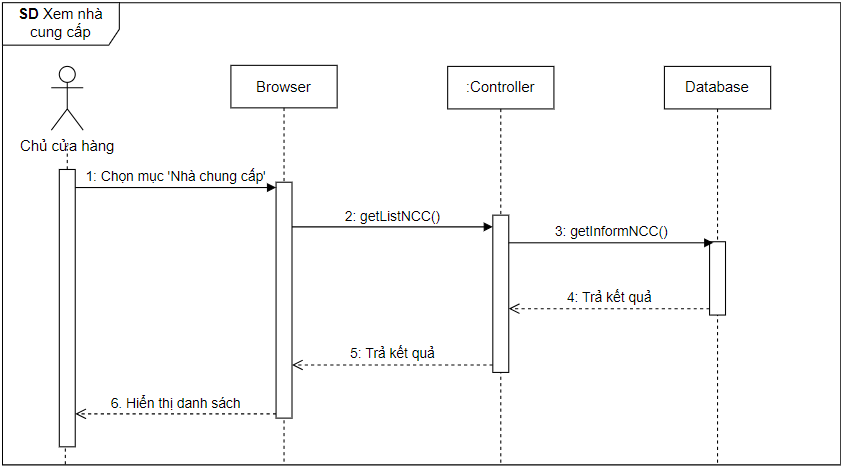 SD Xem nhà
cung cấp
Browser
:Controller
Database
Chủ cửa hàng
1: Chọn mục 'Nhà chung cấp'
2: getListNCC()
3: getInformNCC()
4: Trả kết quả
5: Trả kết quả
6. Hiển thị danh sách